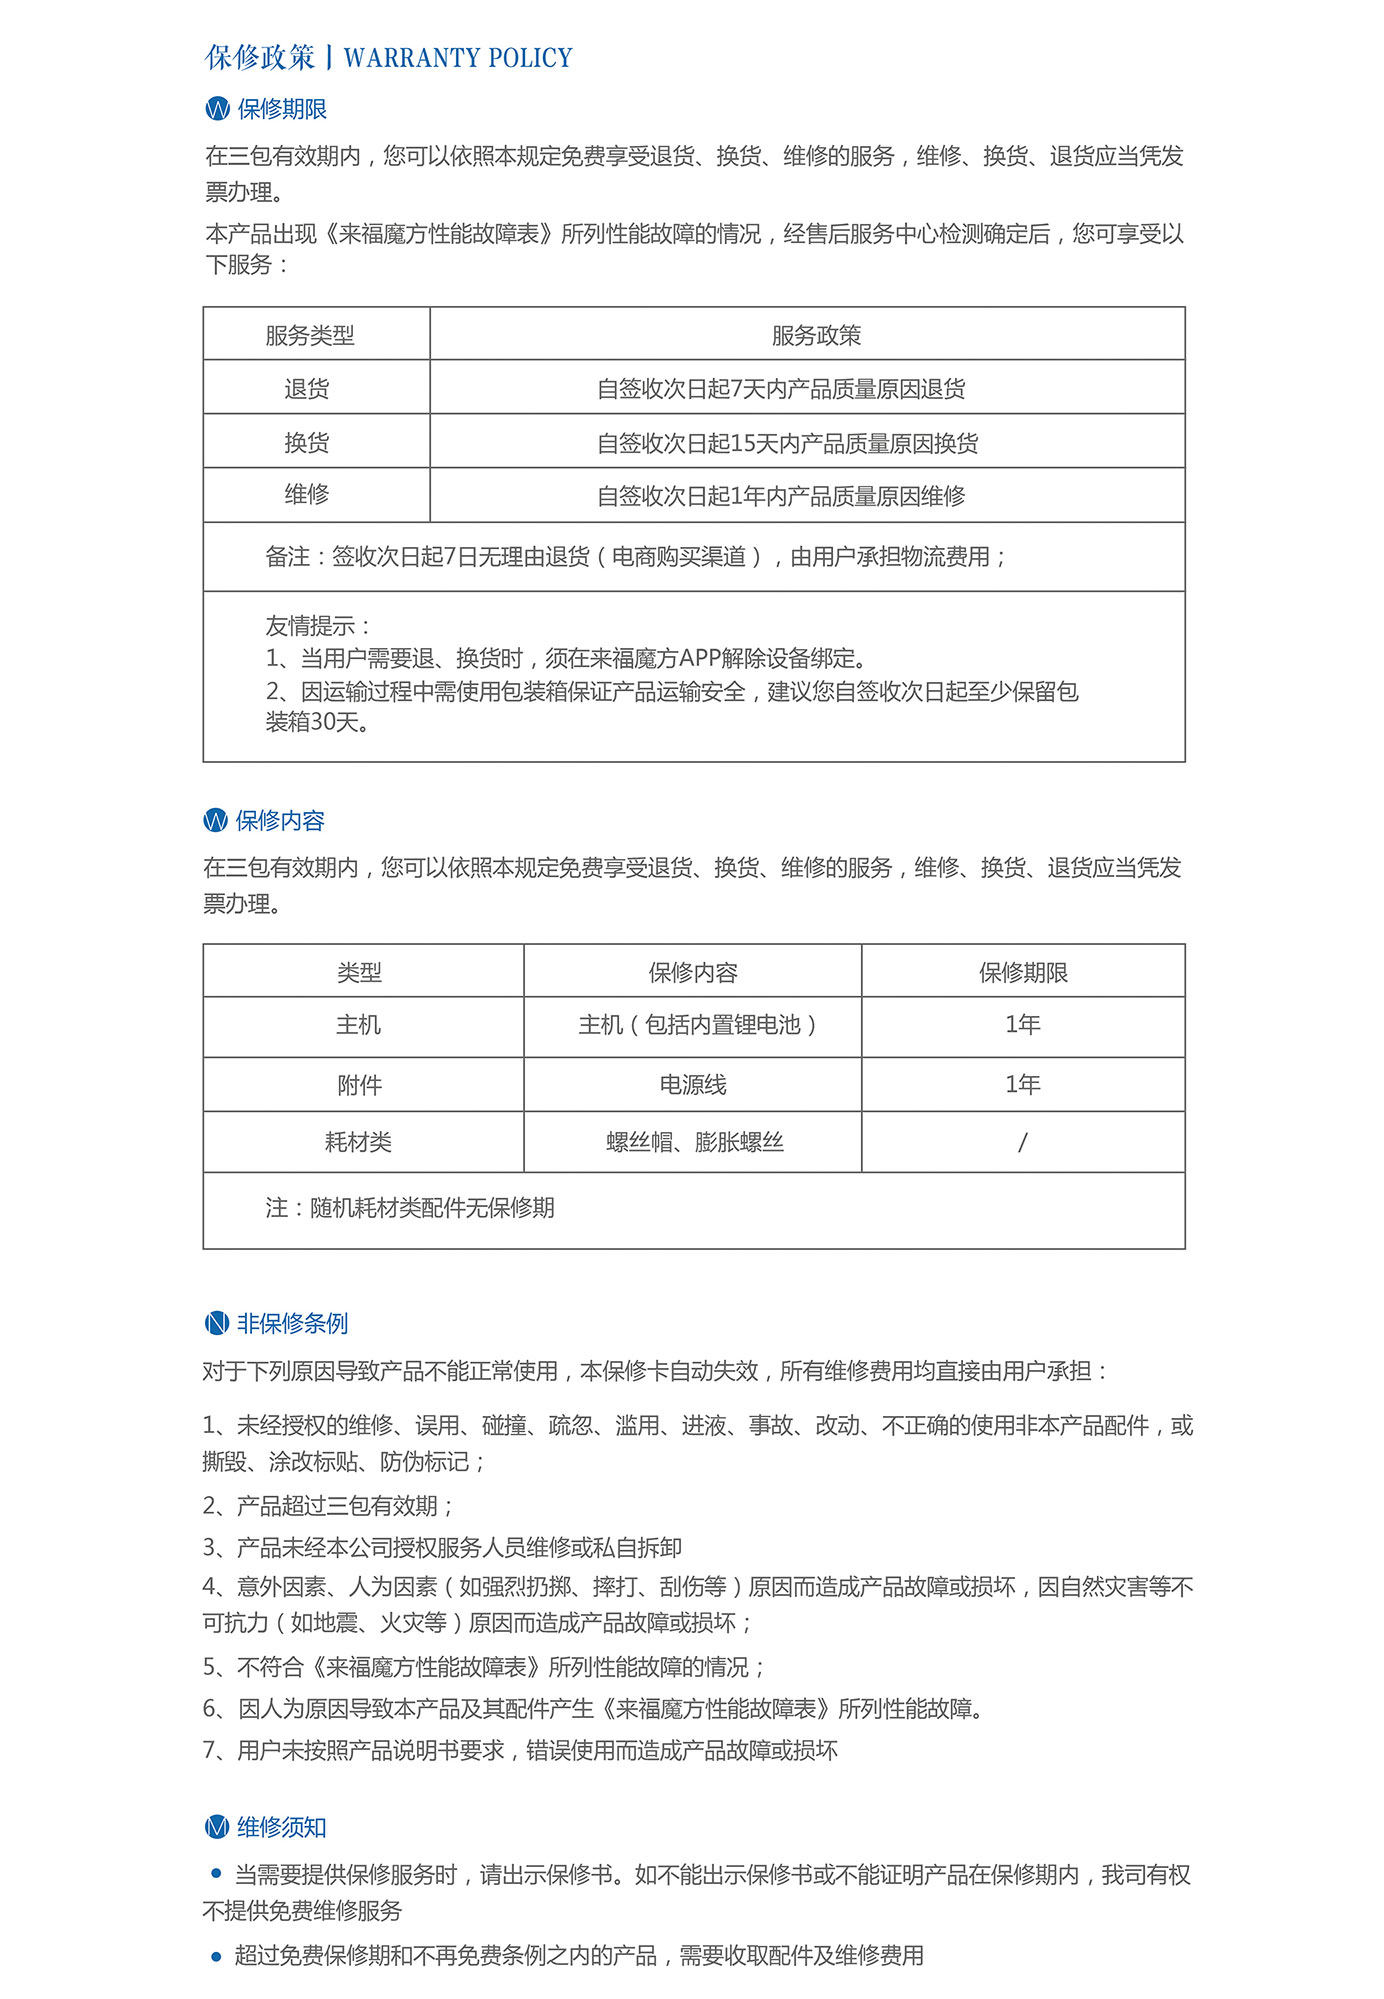 保修政策丨WARRANTY POLICY
W 保修期限
在三包有效期内，您可以依照本规定免费享受退货、换货、维修的服务，维修、换货、退货应当凭发
票办理。
本产品出现《来福魔方性能故障表》所列性能故障的情况，经售后服务中心检测确定后，您可享受以
下服务：
服务类型 服务政策
退货 自签收次日起7天内产品质量原因退货
换货 自签收次日起15天内产品质量原因换货
维修 自签收次日起1年内产品质量原因维修
备注：签收次日起7日无理由退货（电商购买渠道），由用户承担物流费用；
友情提示：
1、当用户需要退、换货时，须在来福魔方APP解除设备绑定。
2、因运输过程中需使用包装箱保证产品运输安全，建议您自签收次日起至少保留包
装箱30天。
W 保修内容
在三包有效期内，您可以依照本规定免费享受退货、换货、维修的服务，维修、换货、退货应当凭发
票办理。
类型 保修内容 保修期限
主机 主机（包括内置锂电池） 1年
附件 电源线 1年
耗材类 螺丝帽、膨胀螺丝 /
注：随机耗材类配件无保修期
N 非保修条例
对于下列原因导致产品不能正常使用，本保修卡自动失效，所有维修费用均直接由用户承担：
1、未经授权的维修、误用、碰撞、疏忽、滥用、进液、事故、改动、不正确的使用非本产品配件，或
撕毁、涂改标贴、防伪标记；
2、产品超过三包有效期；
3、产品未经本公司授权服务人员维修或私自拆卸
4、意外因素、人为因素（如强烈扔掷、摔打、刮伤等）原因而造成产品故障或损坏，因自然灾害等不
可抗力（如地震、火灾等）原因而造成产品故障或损坏；
5、不符合《来福魔方性能故障表》所列性能故障的情况；
6、因人为原因导致本产品及其配件产生《来福魔方性能故障表》所列性能故障。
7、用户未按照产品说明书要求，错误使用而造成产品故障或损坏
M 维修须知
● 当需要提供保修服务时，请出示保修书。如不能出示保修书或不能证明产品在保修期内，我司有权
不提供免费维修服务
● 超过免费保修期和不再免费条例之内的产品，需要收取配件及维修费用